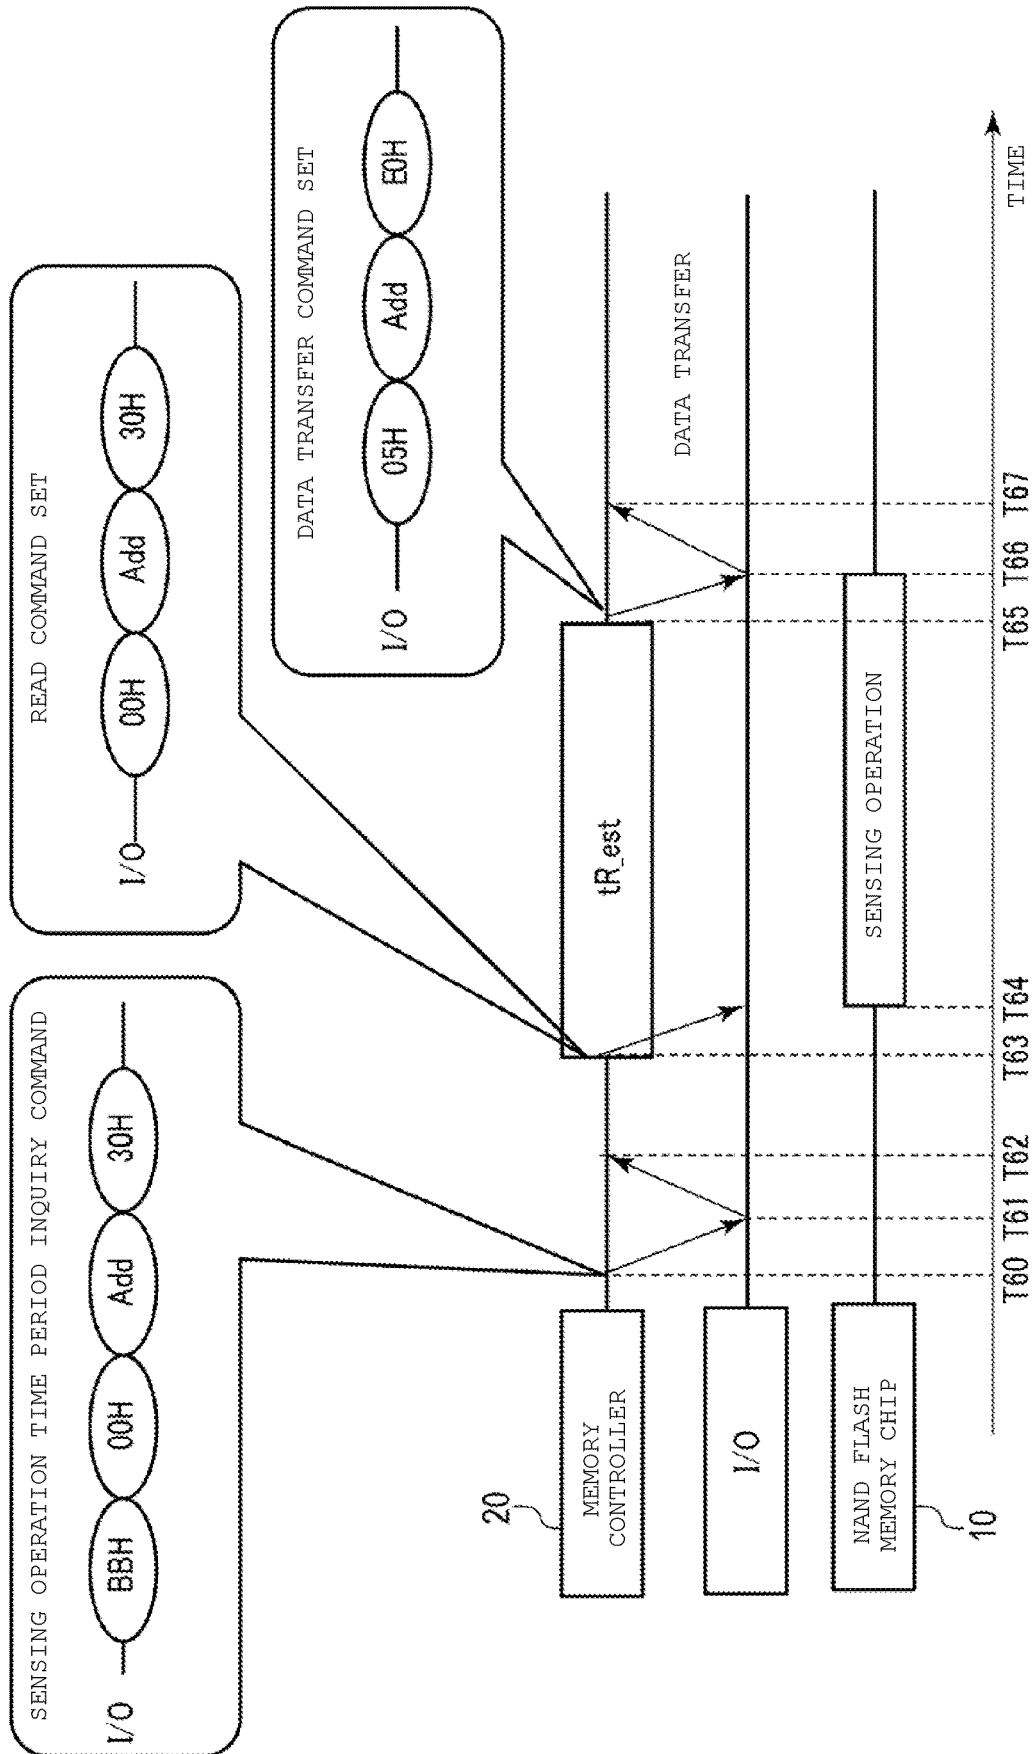 SENSING OPERATION TIME PERIOD INQUIRY COMMAND
I/O BBH 00H Add 30H
READ COMMAND SET
I/O 00H Add 30H
DATA TRANSFER COMMAND SET
I/O 05H Add E0H
20
MEMORY
CONTROLLER
tR_est
DATA TRANSFER
I/O
NAND FLASH
MEMORY CHIP
SENSING OPERATION
10
T60 T61 T62 T63 T64 T65 T66 T67
TIME